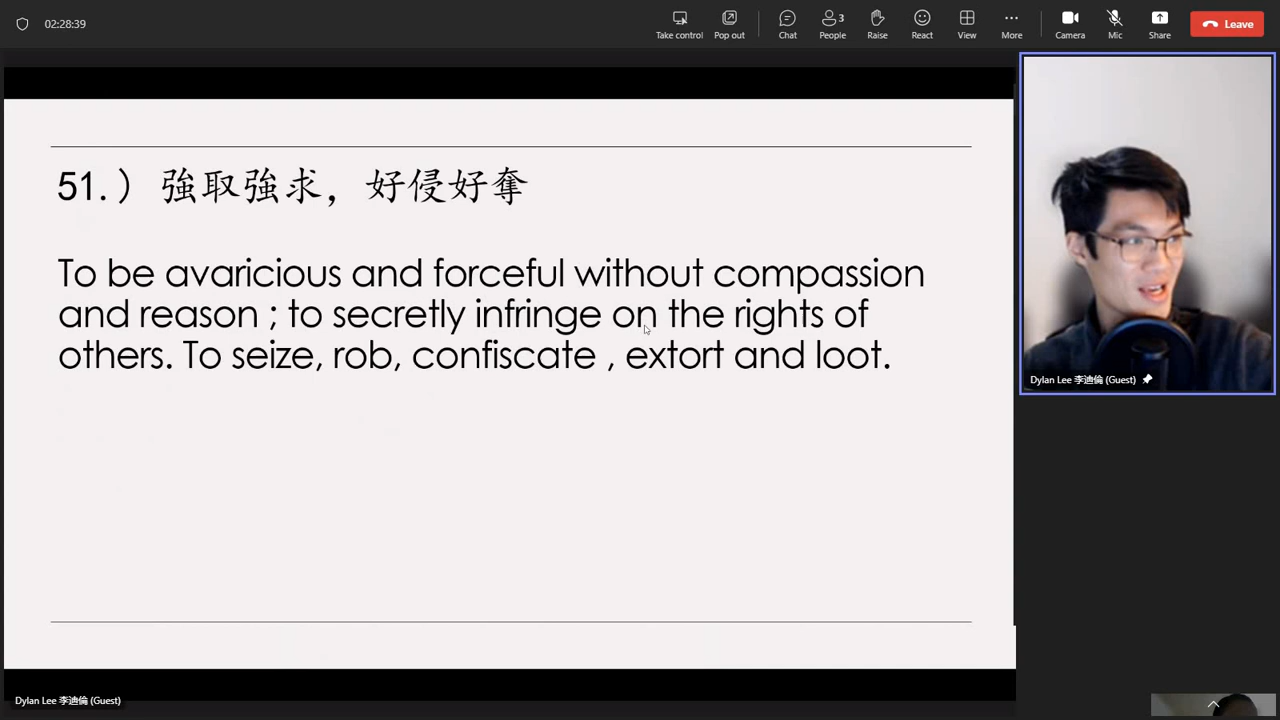 02:28:39
Take control
Pop out
Chat
3
People
Raise
React
View
More
Camera
Mic
Share
Leave
51.）強取強求，好侵好奪
To be avaricious and forceful without compassion
and reason ; to secretly infringe on the rights of
others. To seize, rob, confiscate , extort and loot.
Dylan Lee 李迪倫 (Guest)
Dylan Lee 李迪倫 (Guest)